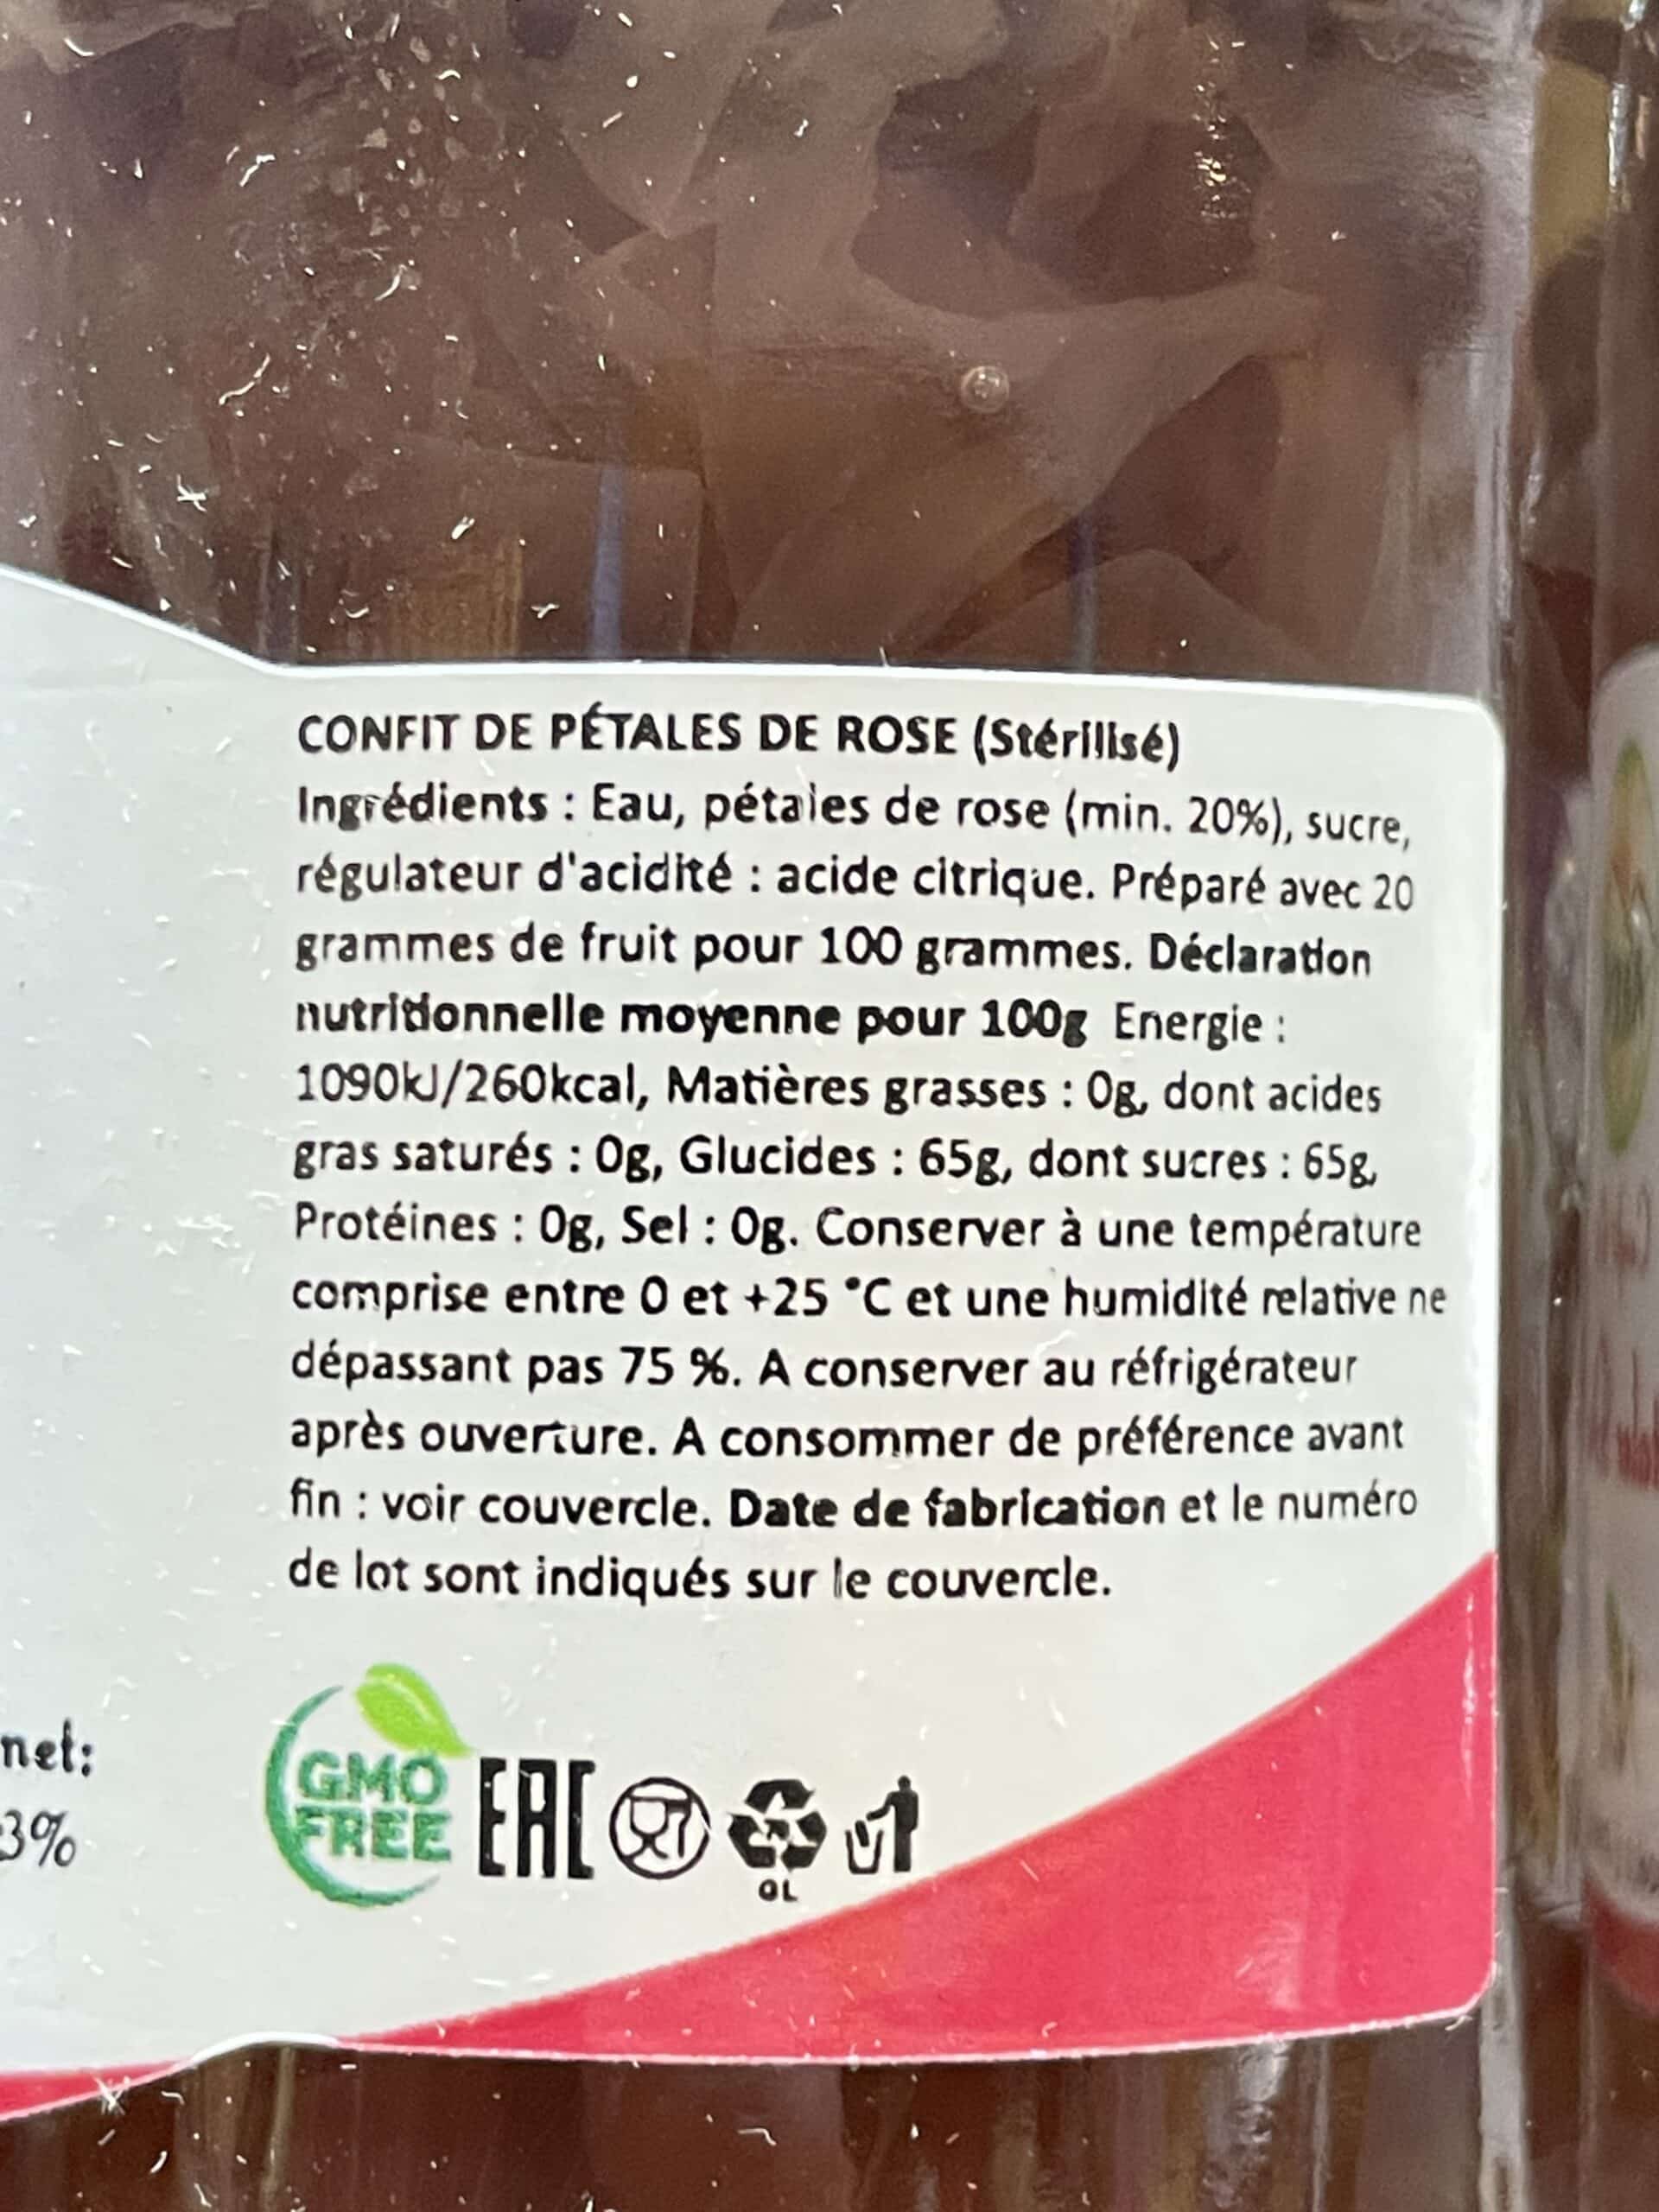 CONFIT DE PÉTALES DE ROSE (Stérilisé)
Ingrédients : Eau, pétales de rose (min. 20%), sucre,
régulateur d'acidité : acide citrique. Préparé avec 20
grammes de fruit pour 100 grammes. Déclaration
nutritionnelle moyenne pour 100g Energie :
1090kJ/260kcal, Matières grasses : 0g, dont acides
gras saturés : 0g, Glucides : 65g, dont sucres : 65g,
Protéines : 0g, Sel : 0g. Conserver à une température
comprise entre 0 et +25 °C et une humidité relative ne
dépassant pas 75 %. A conserver au réfrigérateur
après ouverture. A consommer de préférence avant
fin : voir couvercle. Date de fabrication et le numéro
de lot sont indiqués sur le couvercle.
net:
3%
GMO
FREE
EAC
GL